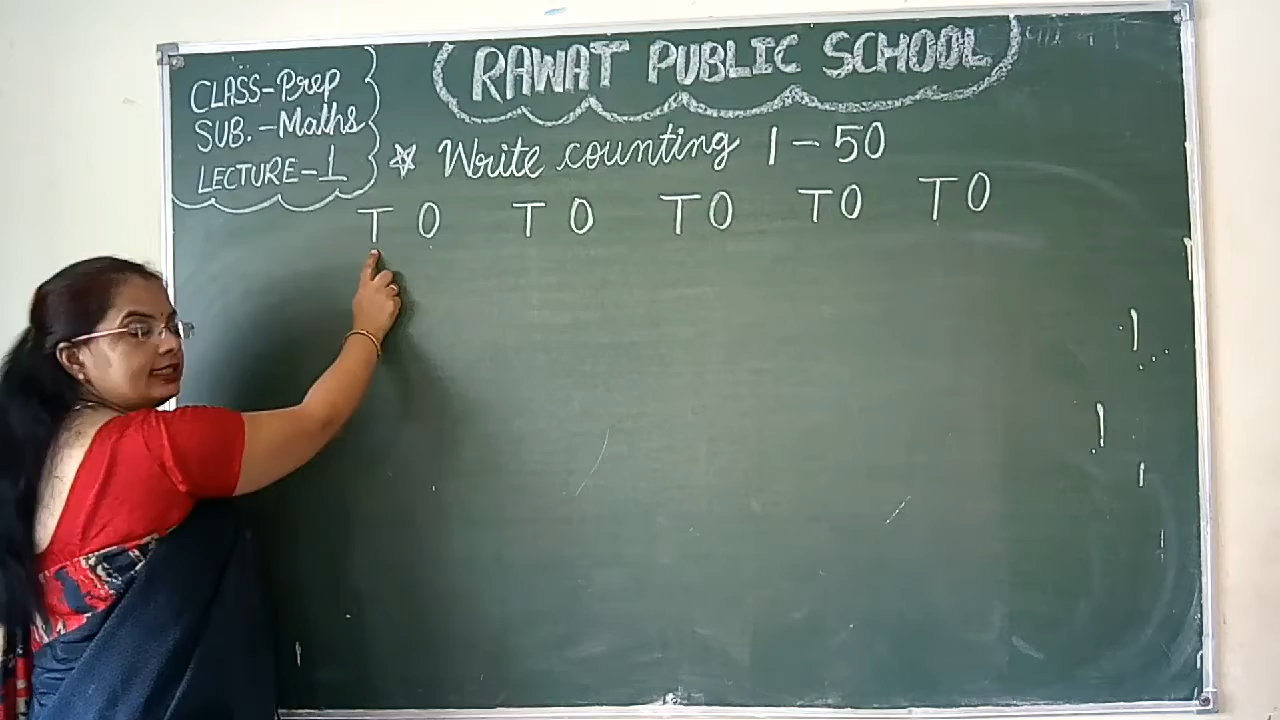 RAWAT PUBLIC SCHOOL
CLASS-Prep
SUB.-Maths
LECTURE-1
☆ Write counting 1-50
T O T O T O T O T O